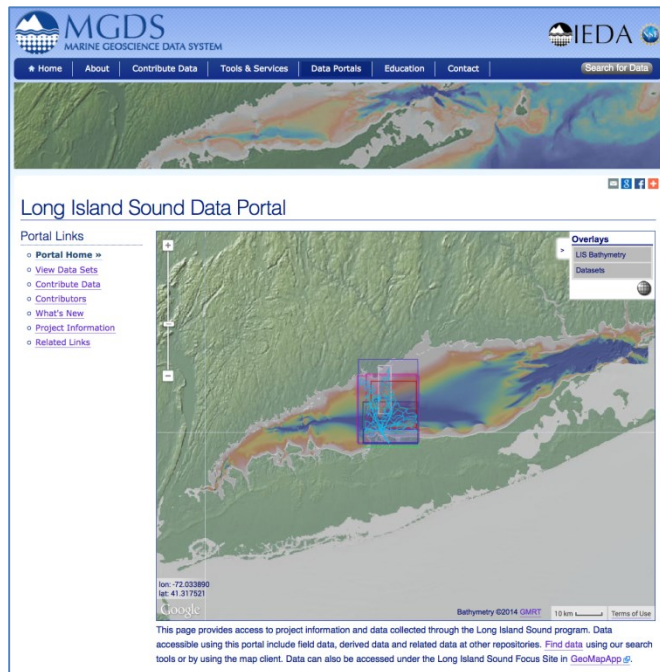 MGDS
MARINE GEOSCIENCE DATA SYSTEM
IEDA
Home About Contribute Data Tools & Services Data Portals Education Contact Search for Data
Long Island Sound Data Portal
Portal Links
Portal Home »
View Data Sets
Contribute Data
Contributors
What's New
Project Information
Related Links
Overlays
>
LIS Bathymetry
Datasets
+
−
lon: -72.033890
lat: 41.317521
Google
Bathymetry ©2014 GMRT
10 km
Terms of Use
This page provides access to project information and data collected through the Long Island Sound program. Data
accessible using this portal include field data, derived data and related data at other repositories. Find data using our search
tools or by using the map client. Data can also be accessed under the Long Island Sound Focus Site in GeoMapApp